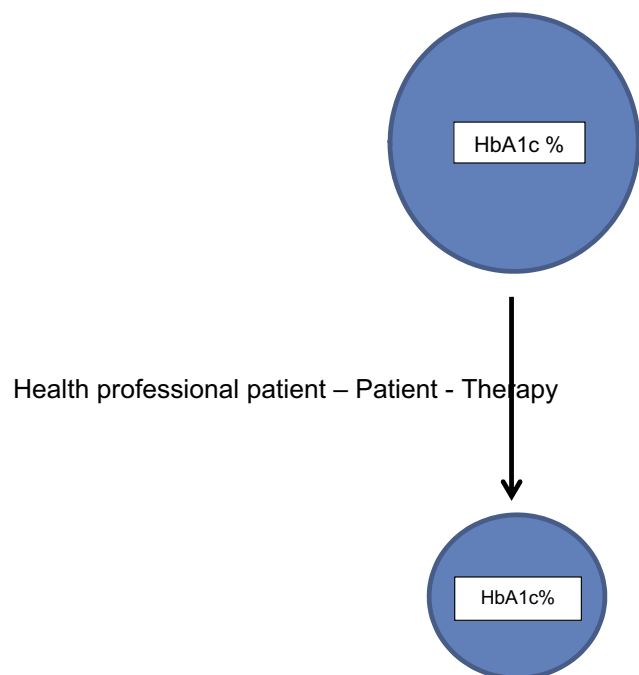 HbA1c %
Health professional patient – Patient - Therapy
HbA1c%